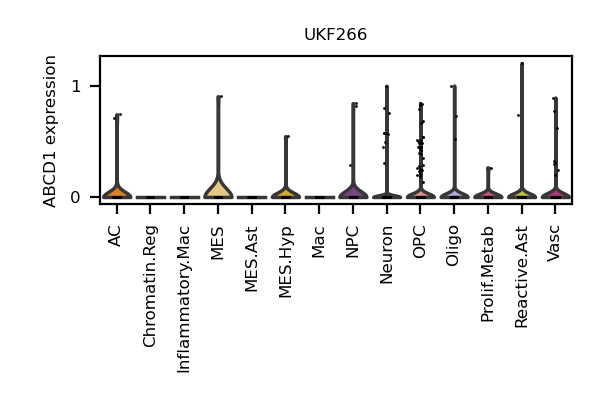 UKF266
ABCD1 expression
1
0
AC
Chromatin.Reg
Inflammatory.Mac
MES
MES.Ast
MES.Hyp
Mac
NPC
Neuron
OPC
Oligo
Prolif.Metab
Reactive.Ast
Vasc